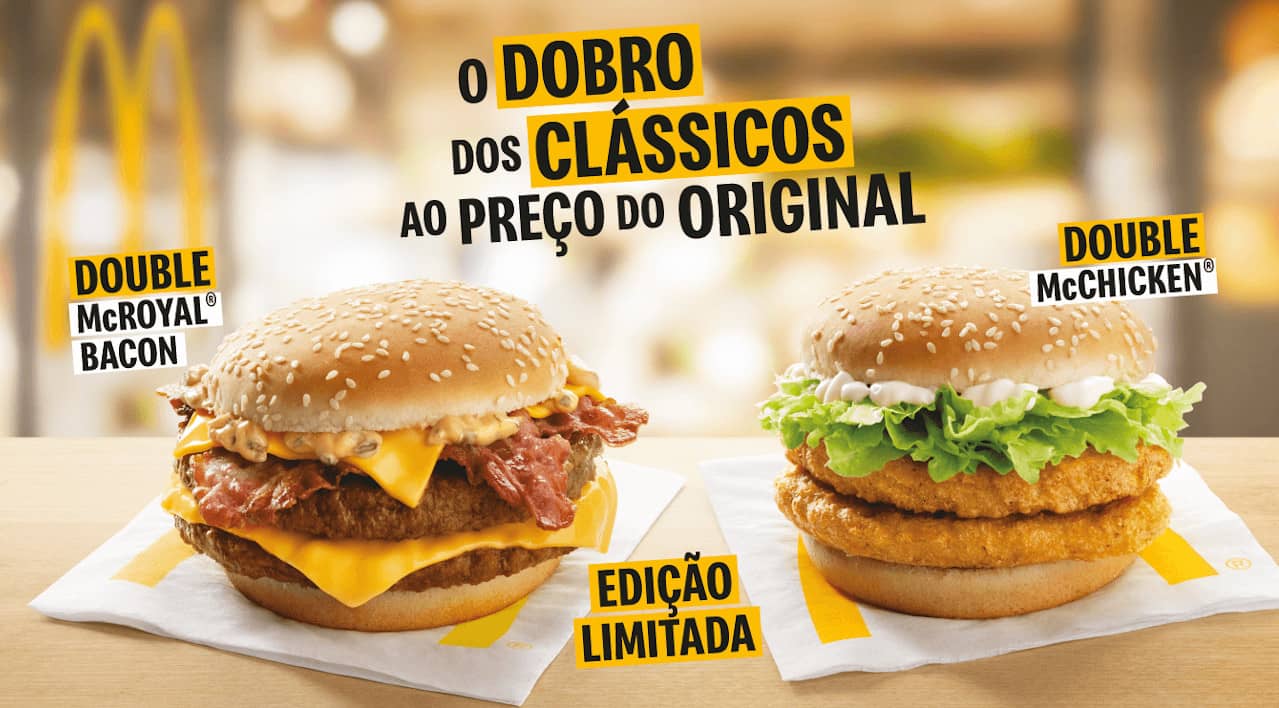 O DOBRO
DOS CLÁSSICOS
AO PREÇO DO ORIGINAL
DOUBLE
McROYAL®
BACON
DOUBLE
McCHICKEN®
EDIÇÃO
LIMITADA
®
®